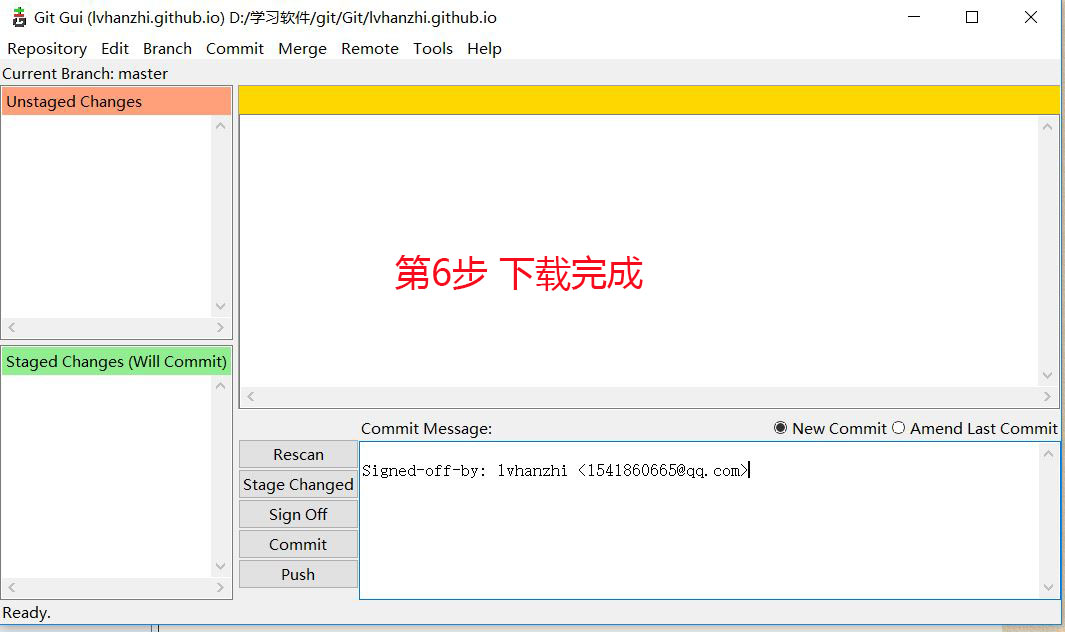 Git Gui (lvhanzhi.github.io) D:/学习软件/git/Git/lvhanzhi.github.io
Repository Edit Branch Commit Merge Remote Tools Help
Current Branch: master
Unstaged Changes
第6步 下载完成
Staged Changes (Will Commit)
Commit Message:
New Commit Amend Last Commit
Rescan
Signed-off-by: lvhanzhi <1541860665@qq.com>
Stage Changed
Sign Off
Commit
Push
Ready.